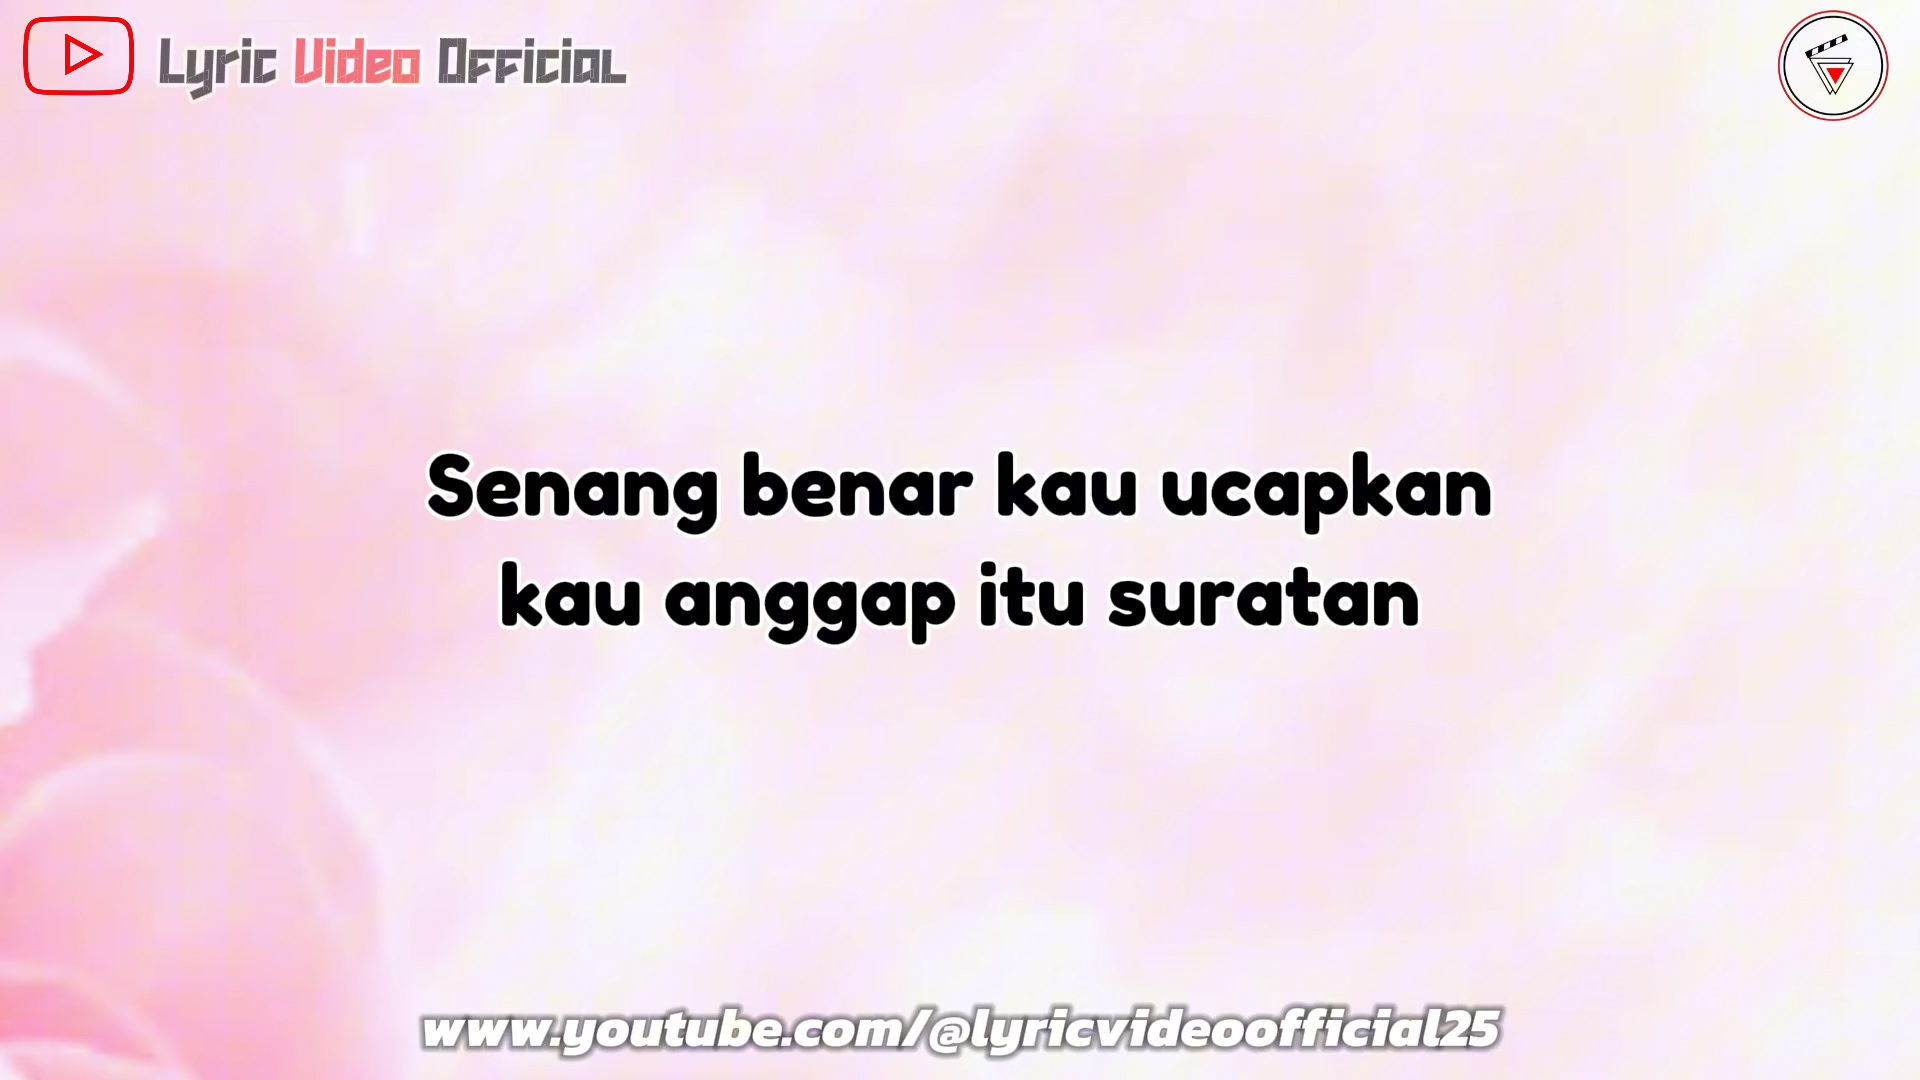 Lyric Video Official
Senang benar kau ucapkan
kau anggap itu suratan
www.youtube.com/@lyricvideoofficial25